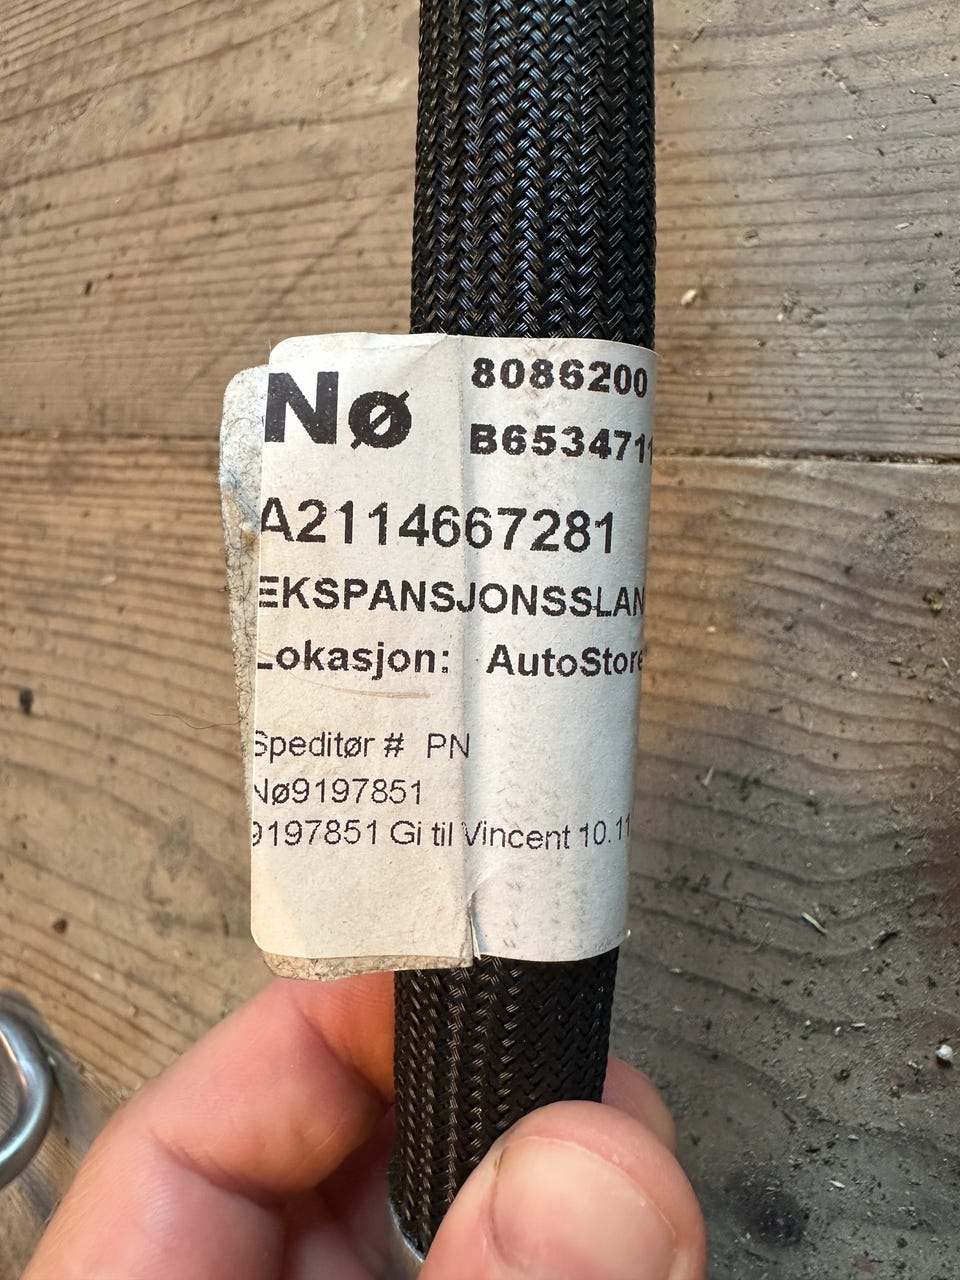 Nø 8086200
B6534711
A2114667281
EKSPANSJONSSLAN
Lokasjon: AutoStore
Speditør # PN
Nø9197851
9197851 Gi til Vincent 10.11